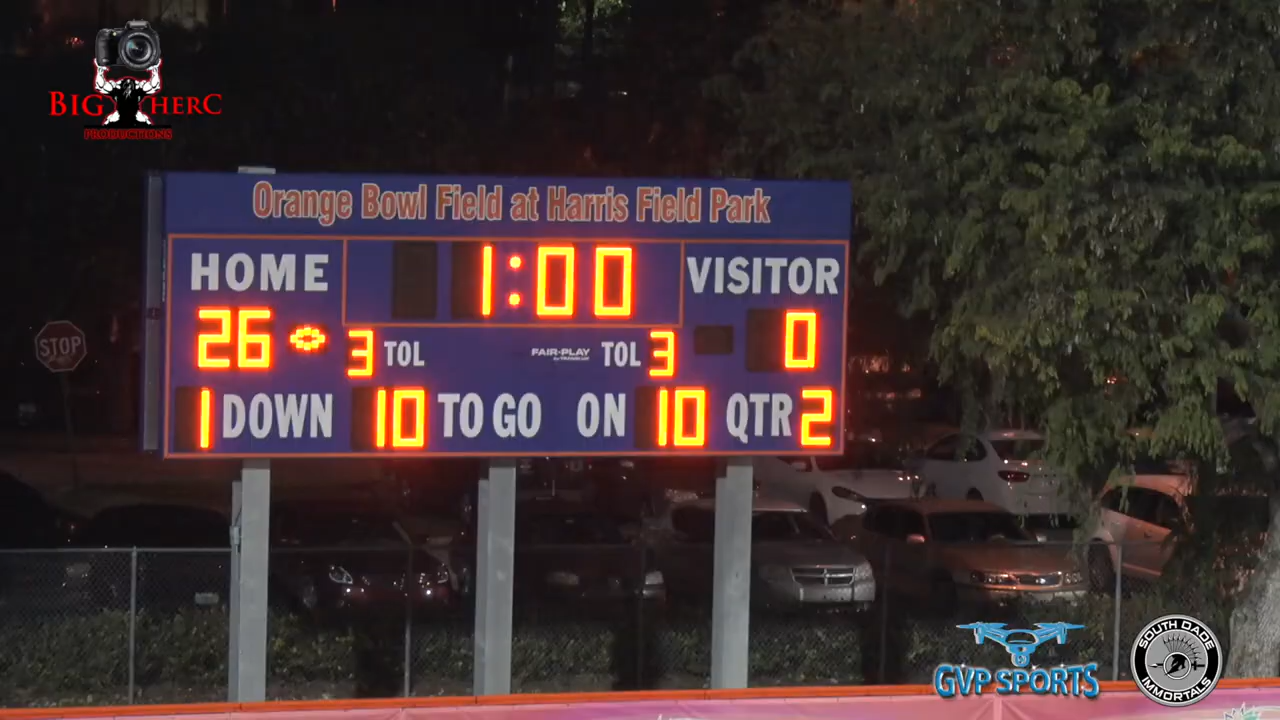 BIG HERC
PRODUCTIONS
Orange Bowl Field at Harris Field Park
HOME 1:00 VISITOR
26 3 TOL FAIR-PLAY TOL 3 0
1 DOWN 10 TO GO ON 10 QTR 2
STOP
GVP SPORTS
SOUTH DADE
IMMORTALS